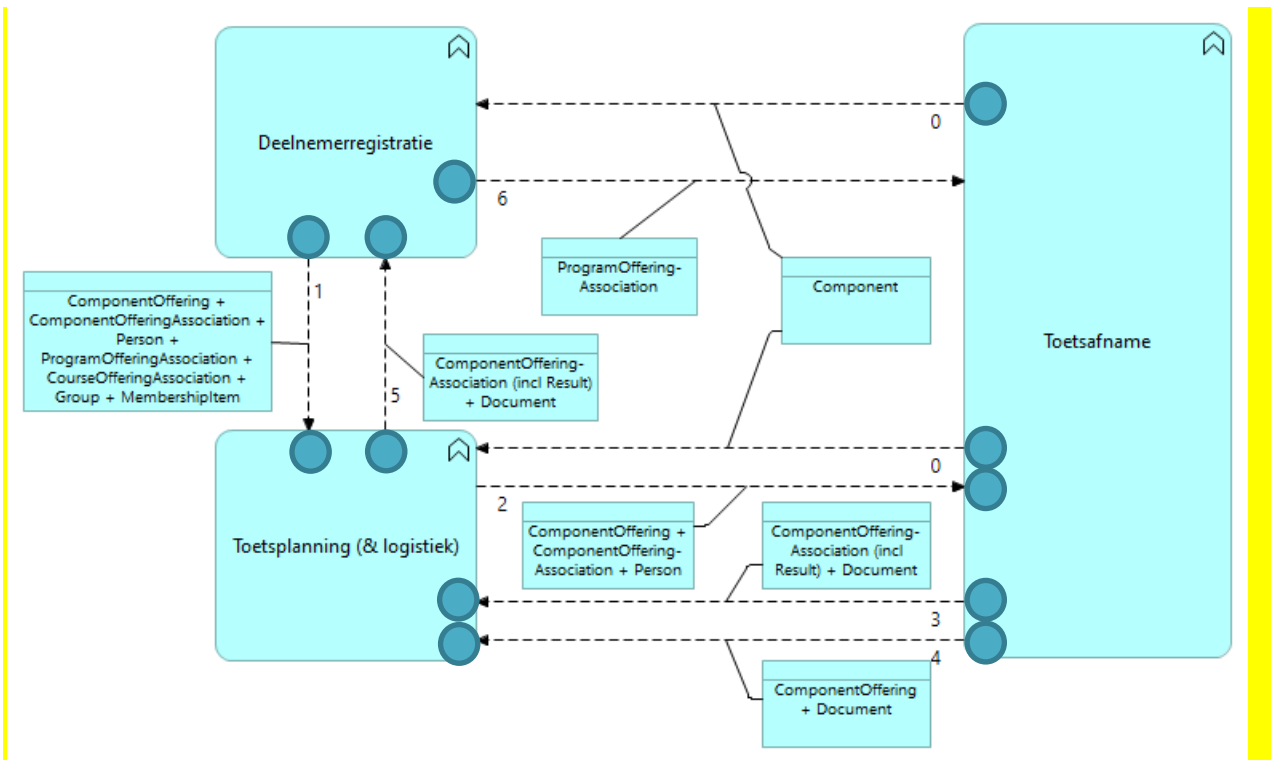 Deelnemerregistratie
0
6
ProgramOffering-
Association
Component
1
ComponentOffering +
ComponentOfferingAssociation +
Person +
ProgramOfferingAssociation +
CourseOfferingAssociation +
Group + MembershipItem
ComponentOffering-
Association (incl Result)
+ Document
5
Toetsafname
Toetsplanning (& logistiek)
0
2
ComponentOffering +
ComponentOffering-
Association + Person
ComponentOffering-
Association (incl
Result) + Document
3
4
ComponentOffering
+ Document